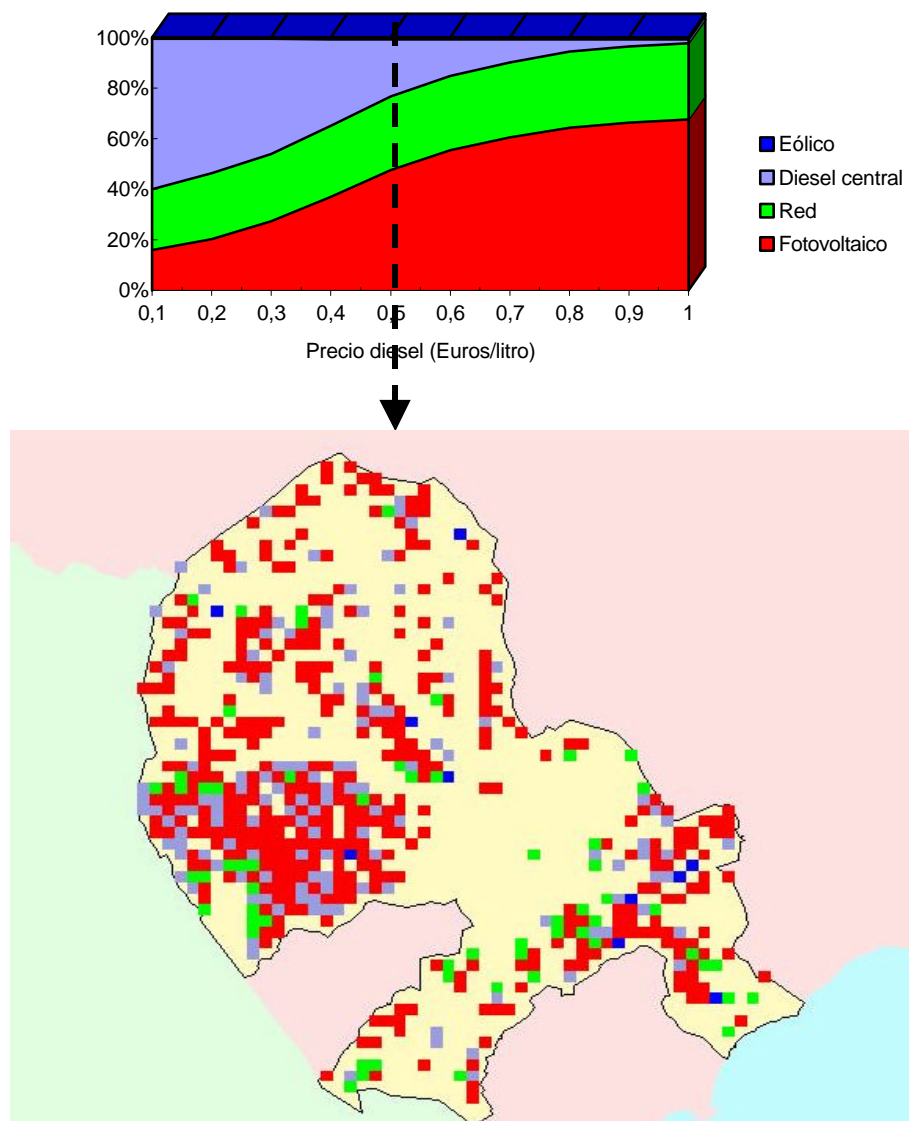 100%
80%
60%
40%
20%
0%
0,1 0,2 0,3 0,4 0,5 0,6 0,7 0,8 0,9 1
Precio diesel (Euros/litro)
Eólico
Diesel central
Red
Fotovoltaico